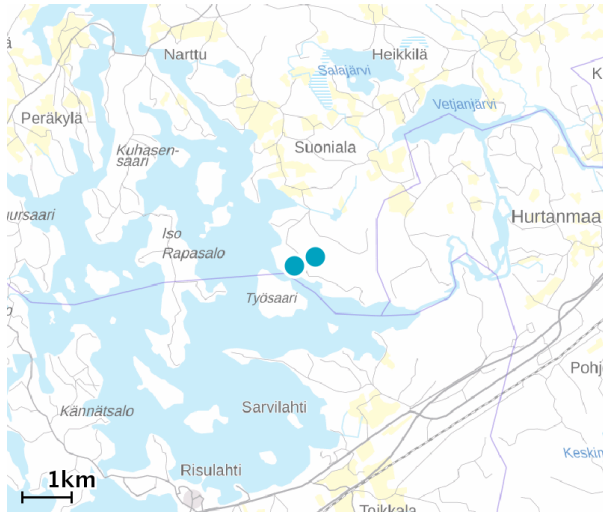 Narttu
Heikkilä
Salajärvi
Vetjanjärvi
Peräkylä
Kuhasen-
saari
Suoniala
Hurtanmaa
Iso
Rapasalo
Työsaari
Kännätsalo
Sarvilahti
Risulahti
Toikkala
1km